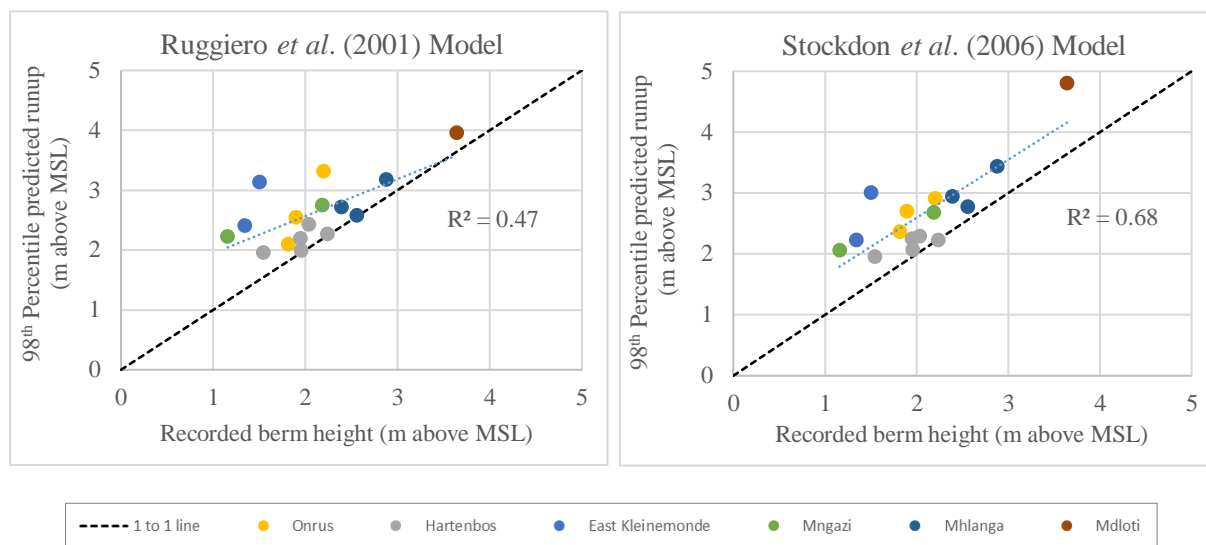 Ruggiero et al. (2001) Model
98th Percentile predicted runup
(m above MSL)
5
4
3
2
1
0
R² = 0.47
0 1 2 3 4 5
Recorded berm height (m above MSL)
Stockdon et al. (2006) Model
98th Percentile predicted runup
(m above MSL)
5
4
3
2
1
0
R² = 0.68
0 1 2 3 4 5
Recorded berm height (m above MSL)
1 to 1 line Onrus Hartenbos East Kleinemonde Mngazi Mhlanga Mdloti